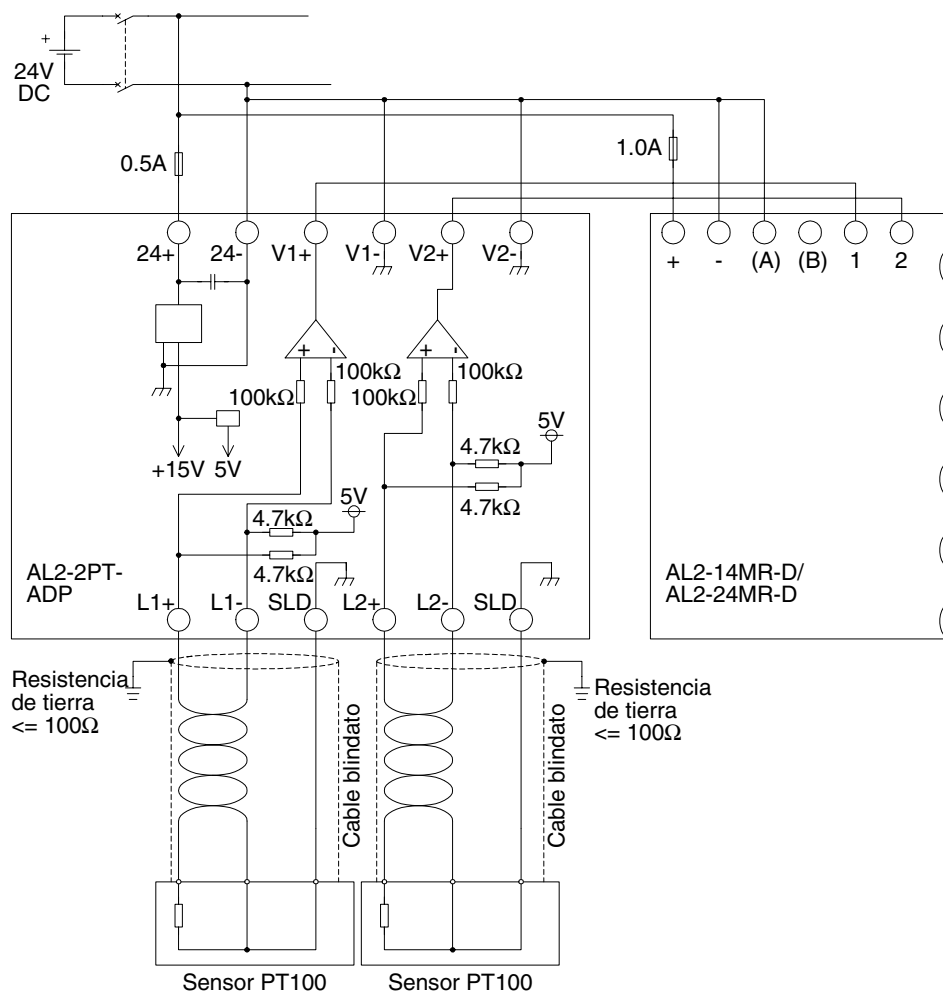 +
24V
DC
0.5A
1.0A
24+ 24- V1+ V1- V2+ V2-
+ - (A) (B) 1 2
+ - + -
100kΩ 100kΩ
100kΩ 100kΩ
5V
4.7kΩ
4.7kΩ
+15V 5V
5V
4.7kΩ
4.7kΩ
AL2-2PT-
ADP
AL2-14MR-D/
AL2-24MR-D
L1+ L1- SLD L2+ L2- SLD
Resistencia
de tierra
<= 100Ω
Cable blindato
Cable blindato
Resistencia
de tierra
<= 100Ω
Sensor PT100
Sensor PT100